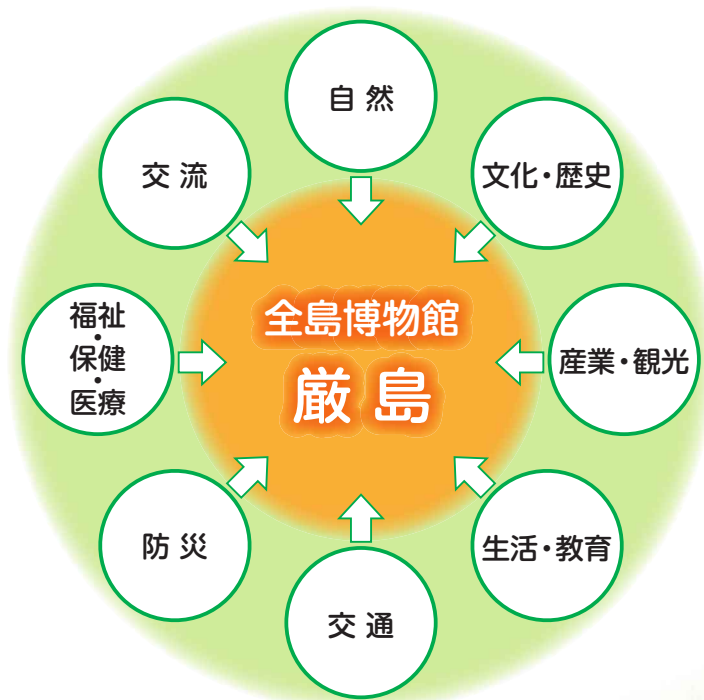 自然
文化・歴史
産業・観光
生活・教育
交通
防災
福祉
・
保健
・
医療
交流
全島博物館
厳島